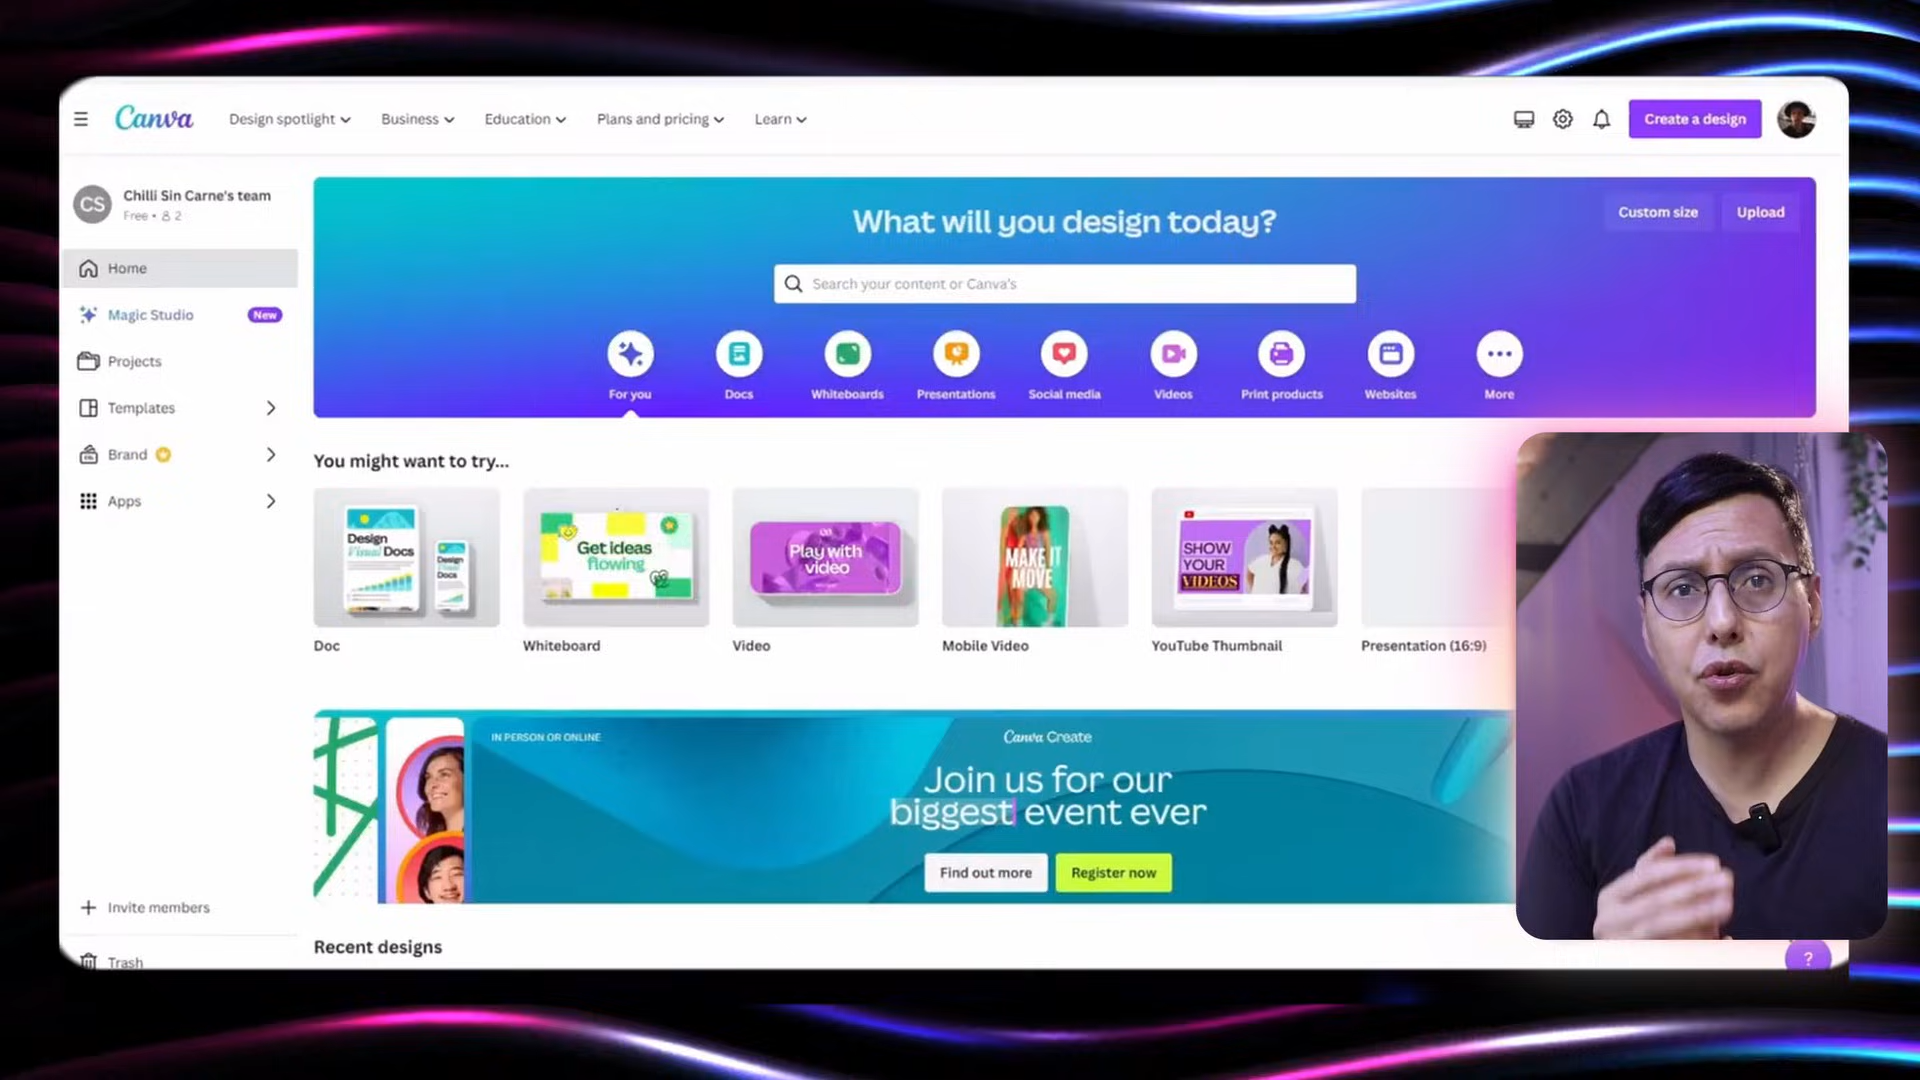 Canva
Design spotlight
Business
Education
Plans and pricing
Learn
Create a design
CS
Chilli Sin Carne's team
Free • 2
Home
Magic Studio
New
Projects
Templates
Brand
Apps
Invite members
Trash
What will you design today?
Custom size
Upload
Search your content or Canva's
For you
Docs
Whiteboards
Presentations
Social media
Videos
Print products
Websites
More
You might want to try...
Design
Visual Docs
Design
Visual
Docs
Get ideas
flowing
Play with
video
MAKE IT
MOVE
SHOW
YOUR
VIDEOS
Doc
Whiteboard
Video
Mobile Video
YouTube Thumbnail
Presentation (16:9)
IN PERSON OR ONLINE
Canva Create
Join us for our
biggest event ever
Find out more
Register now
Recent designs
?